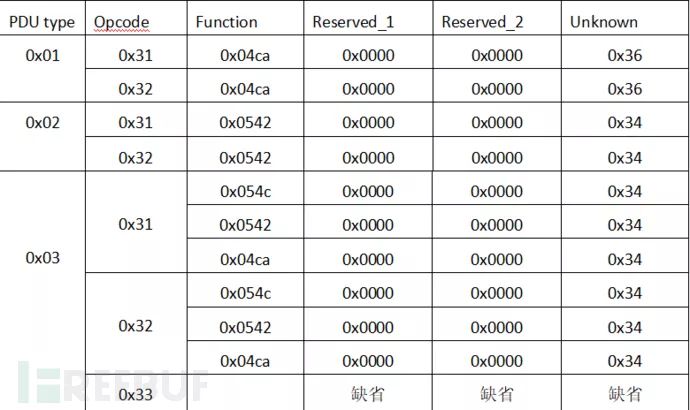 PDU type Opcode Function Reserved_1 Reserved_2 Unknown
0x01 0x31 0x04ca 0x0000 0x0000 0x36
0x32 0x04ca 0x0000 0x0000 0x36
0x02 0x31 0x0542 0x0000 0x0000 0x34
0x32 0x0542 0x0000 0x0000 0x34
0x03 0x31 0x054c 0x0000 0x0000 0x34
0x0542 0x0000 0x0000 0x34
0x04ca 0x0000 0x0000 0x34
0x32 0x054c 0x0000 0x0000 0x34
0x0542 0x0000 0x0000 0x34
0x04ca 0x0000 0x0000 0x34
0x33 缺省 缺省 缺省
FREEBUF